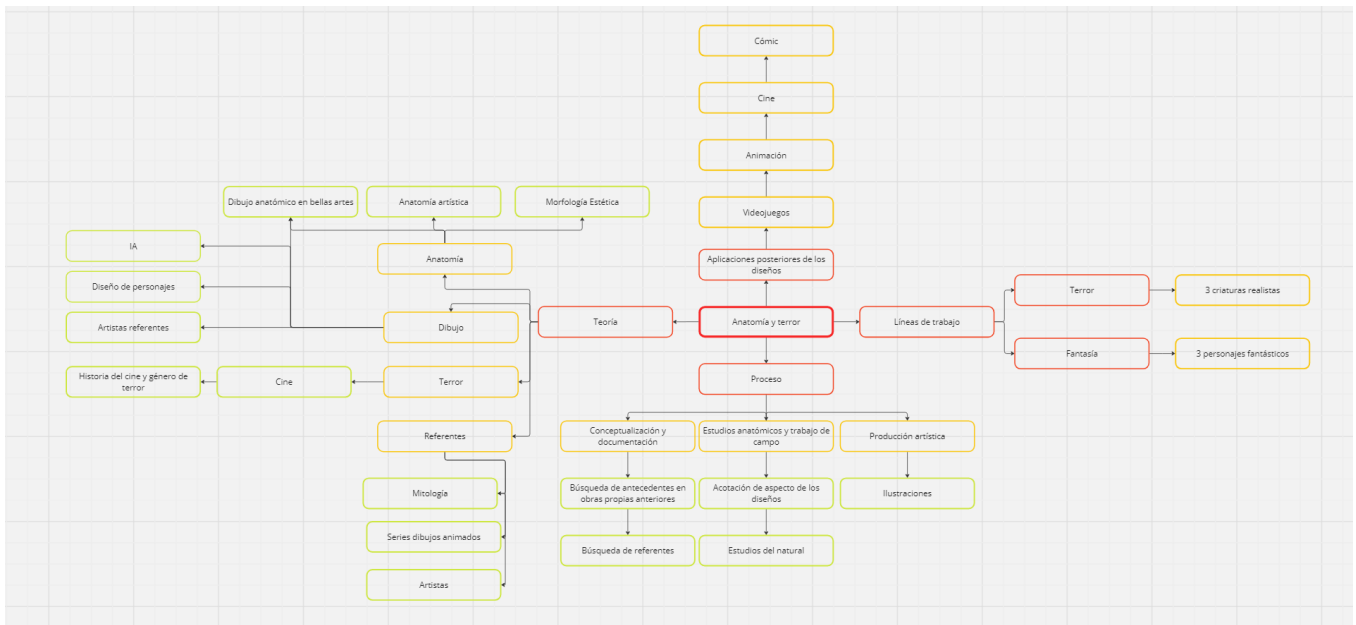 Cómic
Cine
Animación
Videojuegos
Aplicaciones posteriores de los
diseños
Dibujo anatómico en bellas artes
Anatomía artística
Morfología Estética
IA
Anatomía
Diseño de personajes
Artistas referentes
Dibujo
Teoría
Anatomía y terror
Líneas de trabajo
Terror
3 criaturas realistas
Fantasía
3 personajes fantásticos
Historia del cine y género de
terror
Cine
Terror
Referentes
Mitología
Series dibujos animados
Artistas
Proceso
Conceptualización y
documentación
Estudios anatómicos y trabajo de
campo
Producción artística
Búsqueda de antecedentes en
obras propias anteriores
Acotación de aspecto de los
diseños
Ilustraciones
Búsqueda de referentes
Estudios del natural